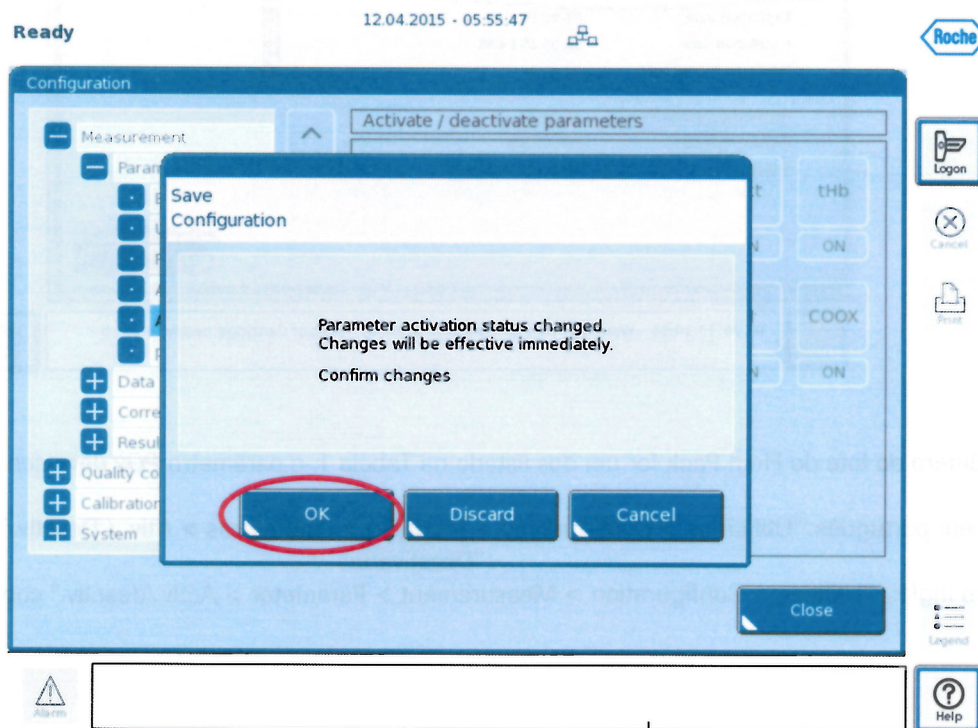 Ready
12.04.2015 - 05:55:47
Roche
Configuration
Measurement
Activate / deactivate parameters
Param
Save
Configuration
tHb
ON
COOX
ON
Parameter activation status changed.
Changes will be effective immediately.
Confirm changes
Data
Corre
Resul
Quality co
Calibration
System
OK
Discard
Cancel
Close
Logon
Cancel
Print
Legend
Alarm
Help